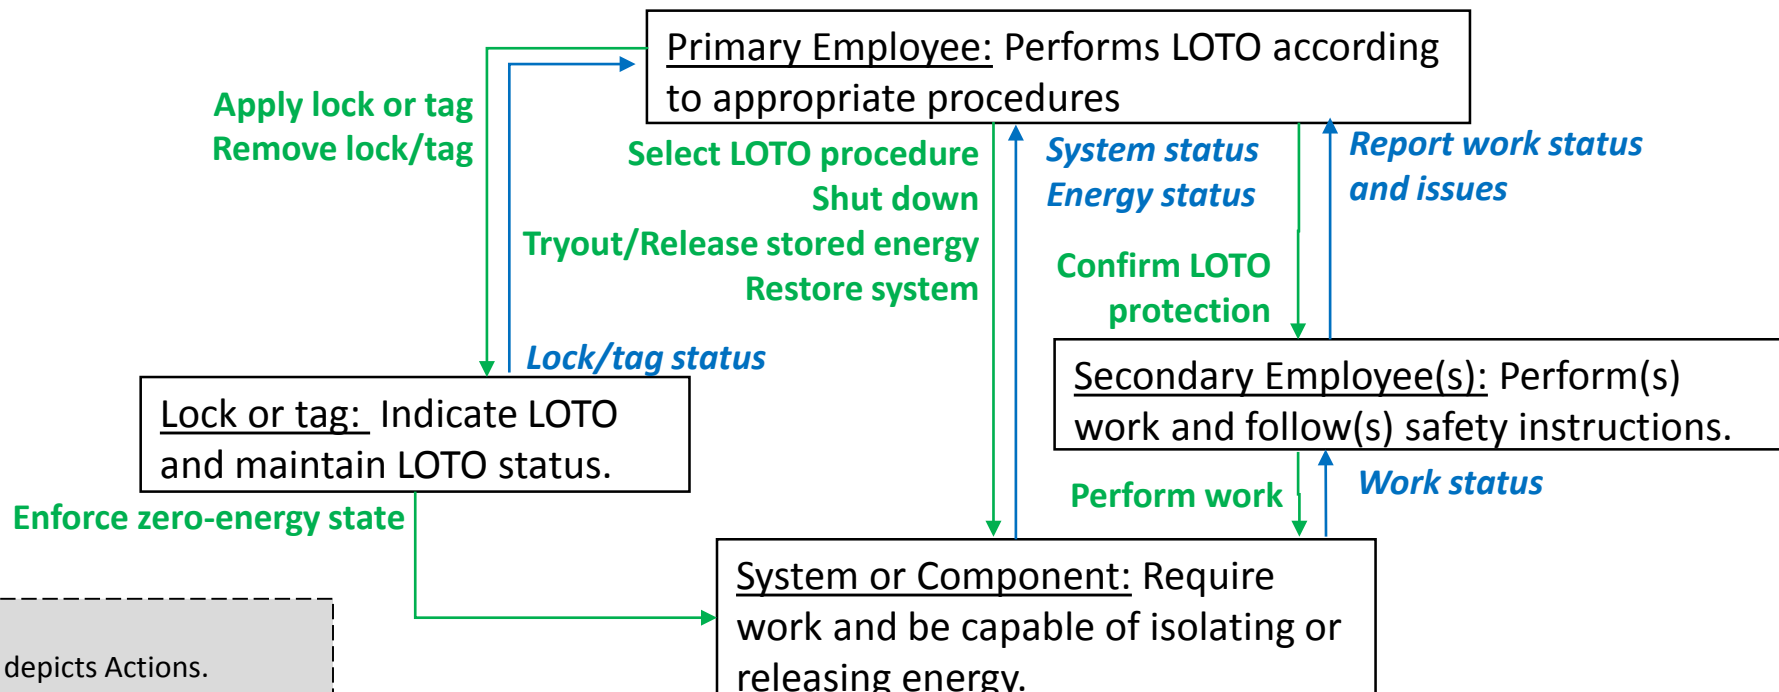 Primary Employee: Performs LOTO according
to appropriate procedures
Apply lock or tag
Remove lock/tag
Select LOTO procedure
Shut down
Tryout/Release stored energy
Restore system
System status
Energy status
Report work status
and issues
Confirm LOTO
protection
Lock/tag status
Lock or tag: Indicate LOTO
and maintain LOTO status.
Secondary Employee(s): Perform(s)
work and follow(s) safety instructions.
Enforce zero-energy state
Perform work
Work status
System or Component: Require
work and be capable of isolating or
releasing energy.
depicts Actions.